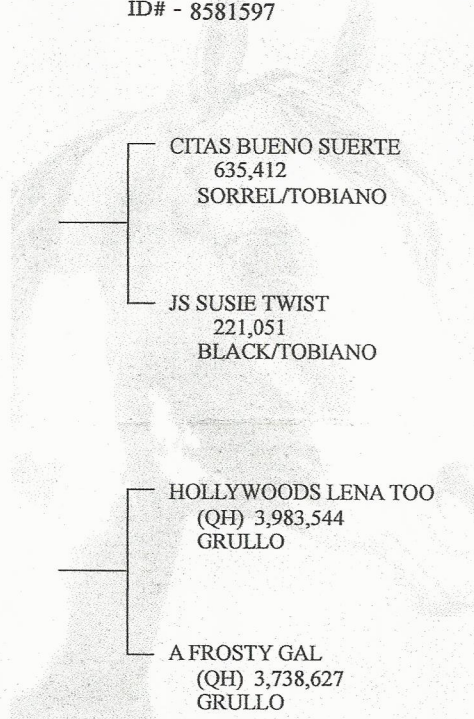 ID# - 8581597
CITAS BUENO SUERTE
635,412
SORREL/TOBIANO
JS SUSIE TWIST
221,051
BLACK/TOBIANO
HOLLYWOODS LENA TOO
(QH) 3,983,544
GRULLO
A FROSTY GAL
(QH) 3,738,627
GRULLO